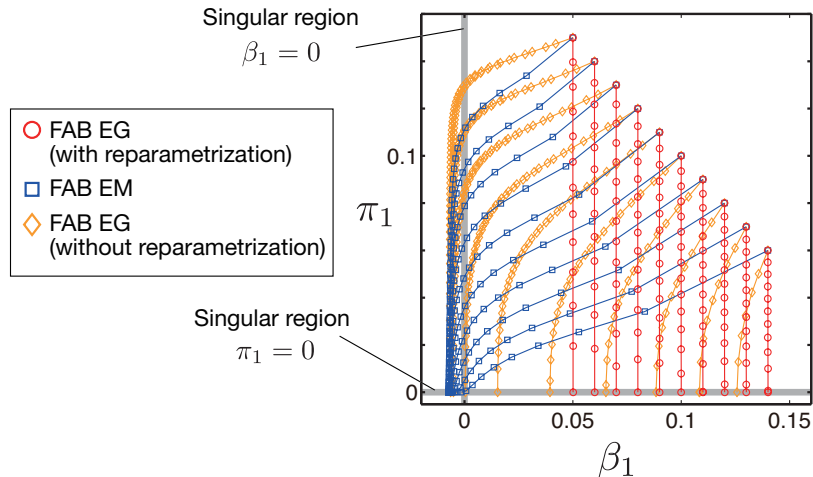 Singular region
β₁ = 0
FAB EG
(with reparametrization)
FAB EM
FAB EG
(without reparametrization)
Singular region
π₁ = 0
π₁
0.1
0
0
0.05
0.1
0.15
β₁